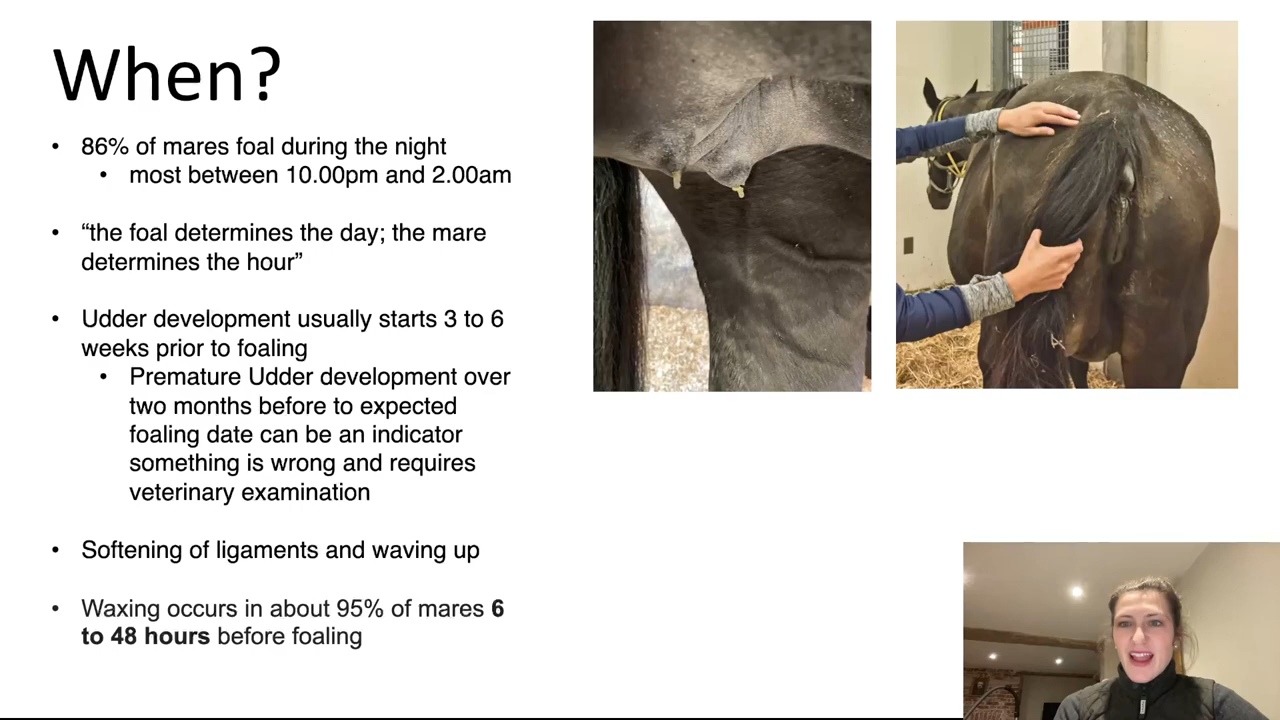 When?
• 86% of mares foal during the night
• most between 10.00pm and 2.00am
• “the foal determines the day; the mare
determines the hour”
• Udder development usually starts 3 to 6
weeks prior to foaling
• Premature Udder development over
two months before to expected
foaling date can be an indicator
something is wrong and requires
veterinary examination
• Softening of ligaments and waving up
• Waxing occurs in about 95% of mares 6
to 48 hours before foaling